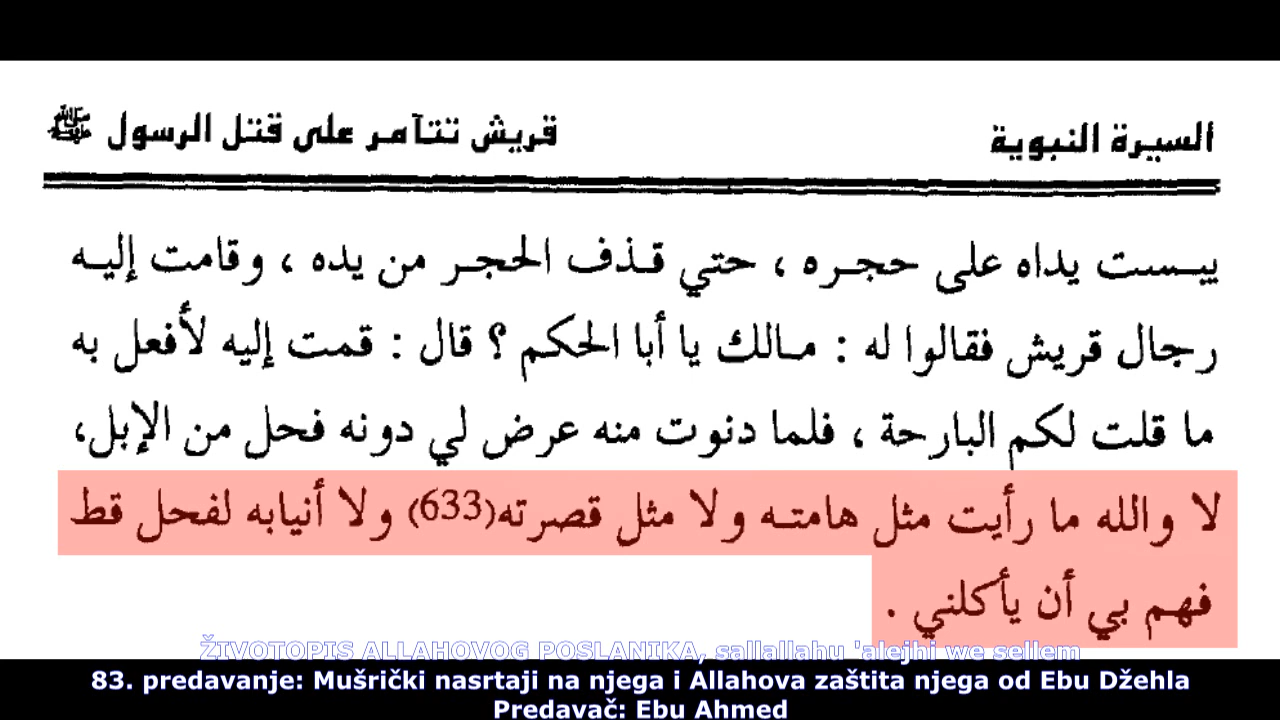 السيرة النبوية
قريش تتآمر على قتل الرسول ﷺ
يبست يداه على حجره ، حتي قذف الحجر من يده ، وقامت إليه
رجال قريش فقالوا له : مالك يا أبا الحكم ؟ قال : قمت إليه لأفعل به
ما قلت لكم البارحة ، فلما دنوت منه عرض لي دونه فحل من الإبل،
لا والله ما رأيت مثل هامته ولا مثل قصرته(633) ولا أنيابه لفحل قط
فهم بي أن يأكلني .
ŽIVOTOPIS ALLAHOVOG POSLANIKA, sallallahu 'alejhi we sellem
83. predavanje: Mušrički nasrtaji na njega i Allahova zaštita njega od Ebu Džehla
Predavač: Ebu Ahmed